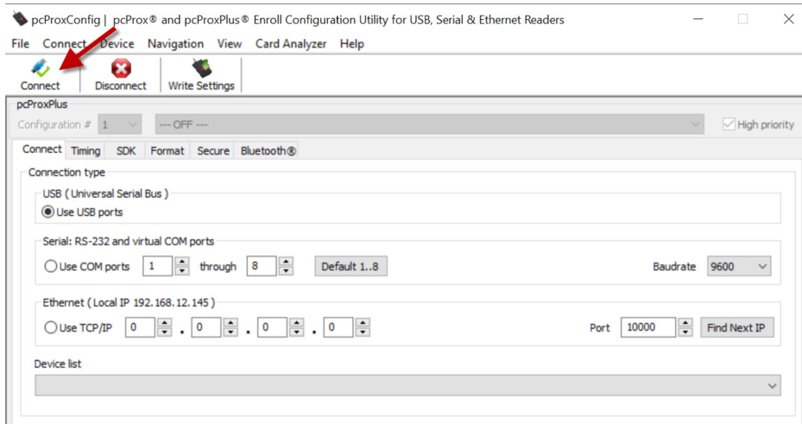 pcProxConfig | pcProx® and pcProxPlus® Enroll Configuration Utility for USB, Serial & Ethernet Readers
File Connect Device Navigation View Card Analyzer Help
Connect Disconnect Write Settings
pcProxPlus
Configuration # 1 --- OFF --- High priority
Connect Timing SDK Format Secure Bluetooth®
Connection type
USB ( Universal Serial Bus )
Use USB ports
Serial: RS-232 and virtual COM ports
Use COM ports 1 through 8 Default 1..8 Baudrate 9600
Ethernet ( Local IP 192.168.12.145 )
Use TCP/IP 0 . 0 . 0 . 0 Port 10000 Find Next IP
Device list